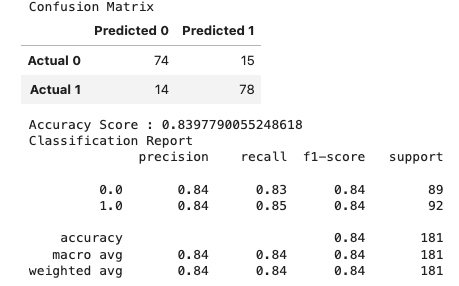 Confusion Matrix
Predicted 0 Predicted 1
Actual 0 74 15
Actual 1 14 78
Accuracy Score : 0.8397790055248618
Classification Report
precision recall f1-score support
0.0 0.84 0.83 0.84 89
1.0 0.84 0.85 0.84 92
accuracy 0.84 181
macro avg 0.84 0.84 0.84 181
weighted avg 0.84 0.84 0.84 181